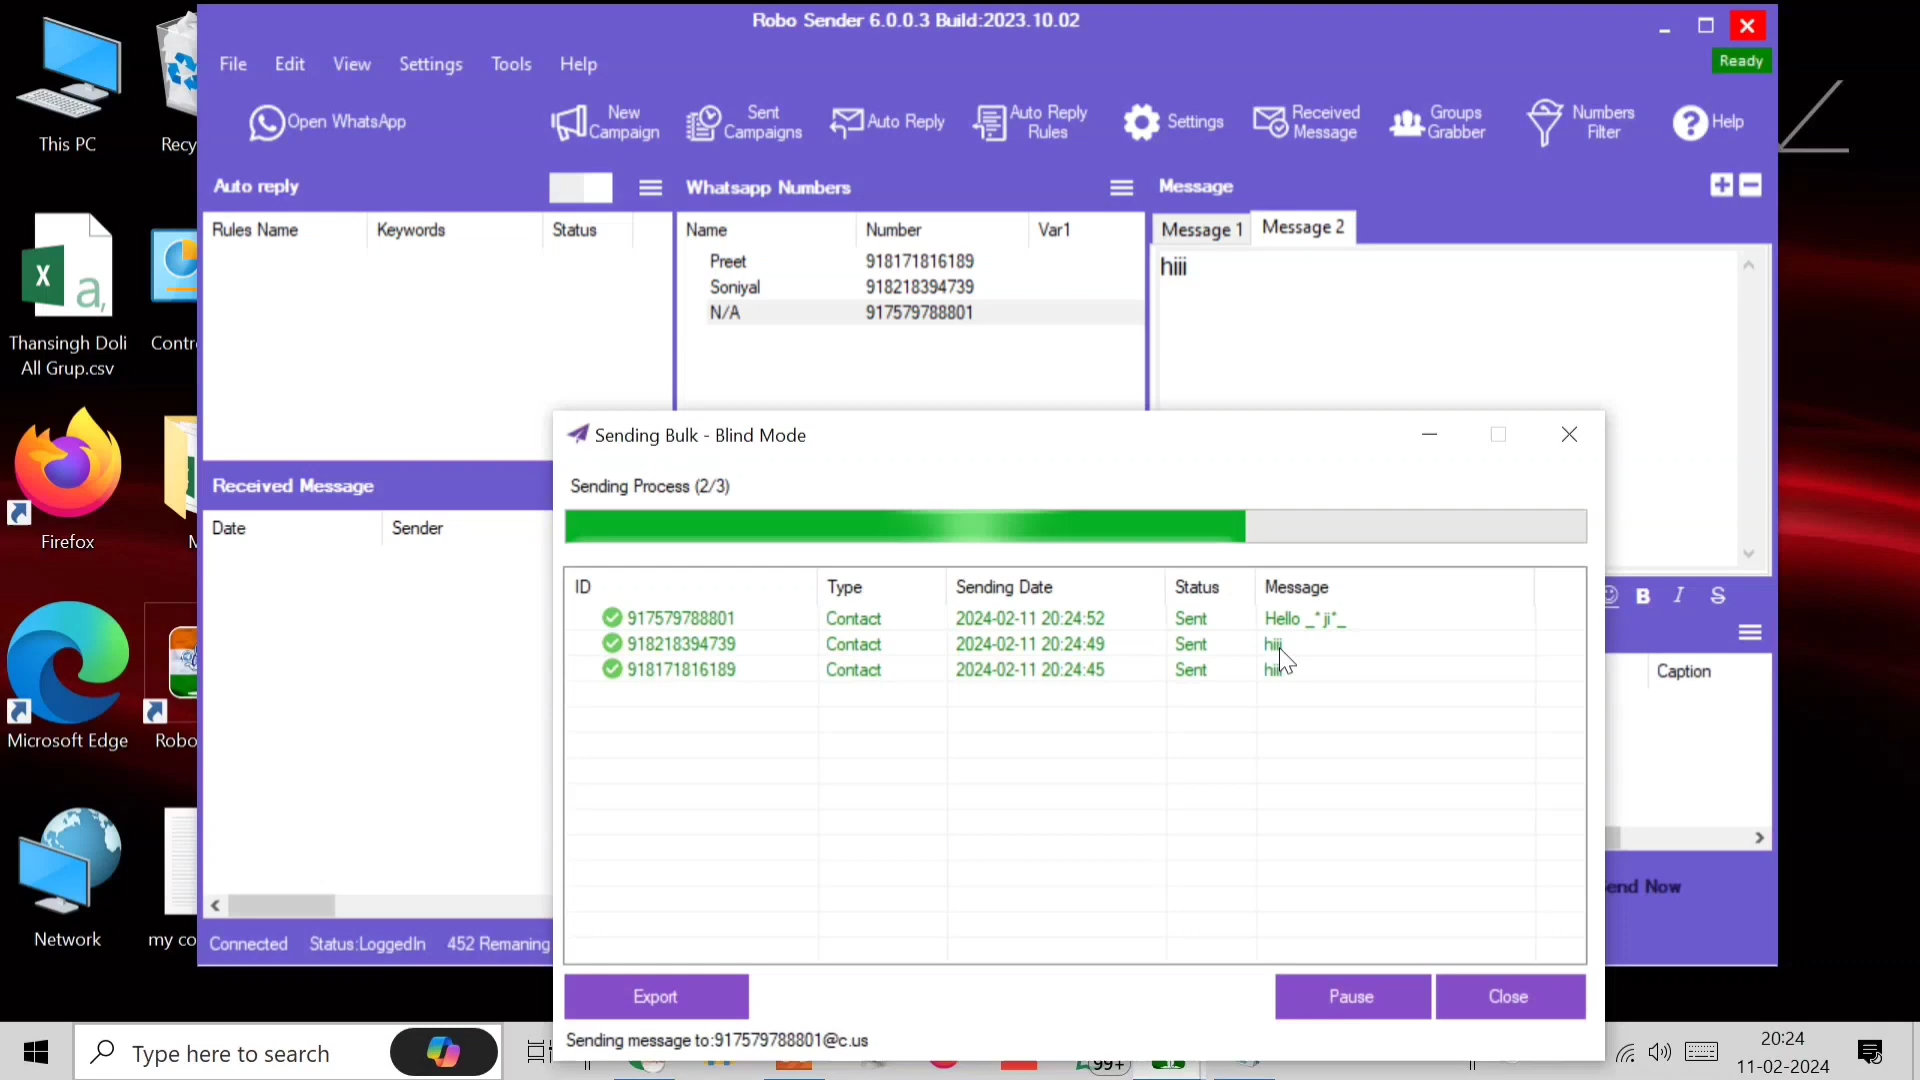 Robo Sender 6.0.0.3 Build:2023.10.02
File Edit View Settings Tools Help
Ready
Open WhatsApp
New Campaign
Sent Campaigns
Auto Reply
Auto Reply Rules
Settings
Received Message
Groups Grabber
Numbers Filter
Help
Auto reply
Whatsapp Numbers
Message
Rules Name Keywords Status
Name Number Var1
Message 1 Message 2
Preet 918171816189
Soniyal 918218394739
N/A 917579788801
hiii
Received Message
Date Sender
Sending Bulk - Blind Mode
Sending Process (2/3)
ID Type Sending Date Status Message
917579788801 Contact 2024-02-11 20:24:52 Sent Hello _*ji*_
918218394739 Contact 2024-02-11 20:24:49 Sent hiii
918171816189 Contact 2024-02-11 20:24:45 Sent
B I S
Caption
Now
Connected Status:LoggedIn 452 Remaning
Export Pause Close
Sending message to:917579788801@c.us
This PC
Thansingh Doli
All Grup.csv
Firefox
Microsoft Edge
Robo
Network
my co
Type here to search
99+
20:24
11-02-2024